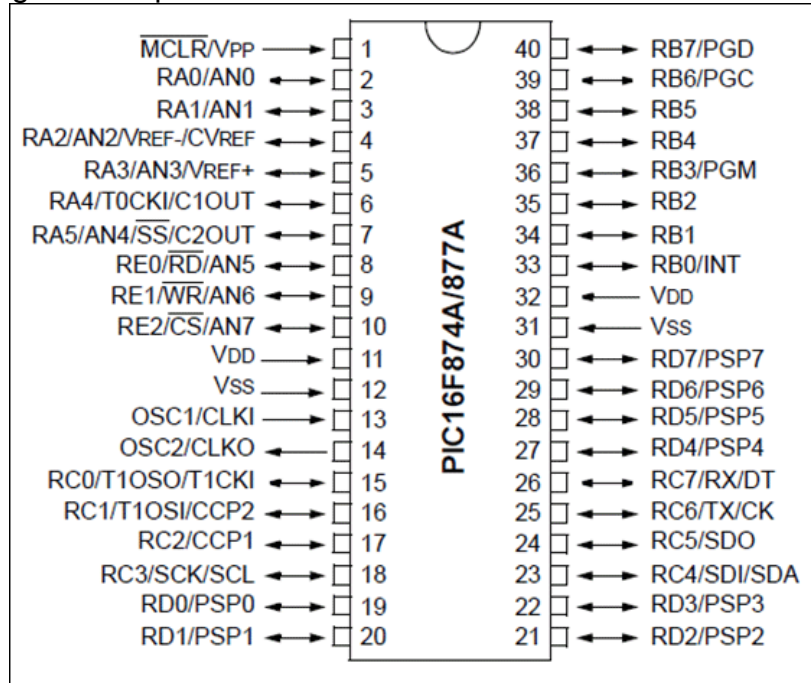 MCLR/VPP 1
RA0/AN0 2
RA1/AN1 3
RA2/AN2/VREF-/CVREF 4
RA3/AN3/VREF+ 5
RA4/T0CKI/C1OUT 6
RA5/AN4/SS/C2OUT 7
RE0/RD/AN5 8
RE1/WR/AN6 9
RE2/CS/AN7 10
VDD 11
VSS 12
OSC1/CLKI 13
OSC2/CLKO 14
RC0/T1OSO/T1CKI 15
RC1/T1OSI/CCP2 16
RC2/CCP1 17
RC3/SCK/SCL 18
RD0/PSP0 19
RD1/PSP1 20
PIC16F874A/877A
40 RB7/PGD
39 RB6/PGC
38 RB5
37 RB4
36 RB3/PGM
35 RB2
34 RB1
33 RB0/INT
32 VDD
31 VSS
30 RD7/PSP7
29 RD6/PSP6
28 RD5/PSP5
27 RD4/PSP4
26 RC7/RX/DT
25 RC6/TX/CK
24 RC5/SDO
23 RC4/SDI/SDA
22 RD3/PSP3
21 RD2/PSP2